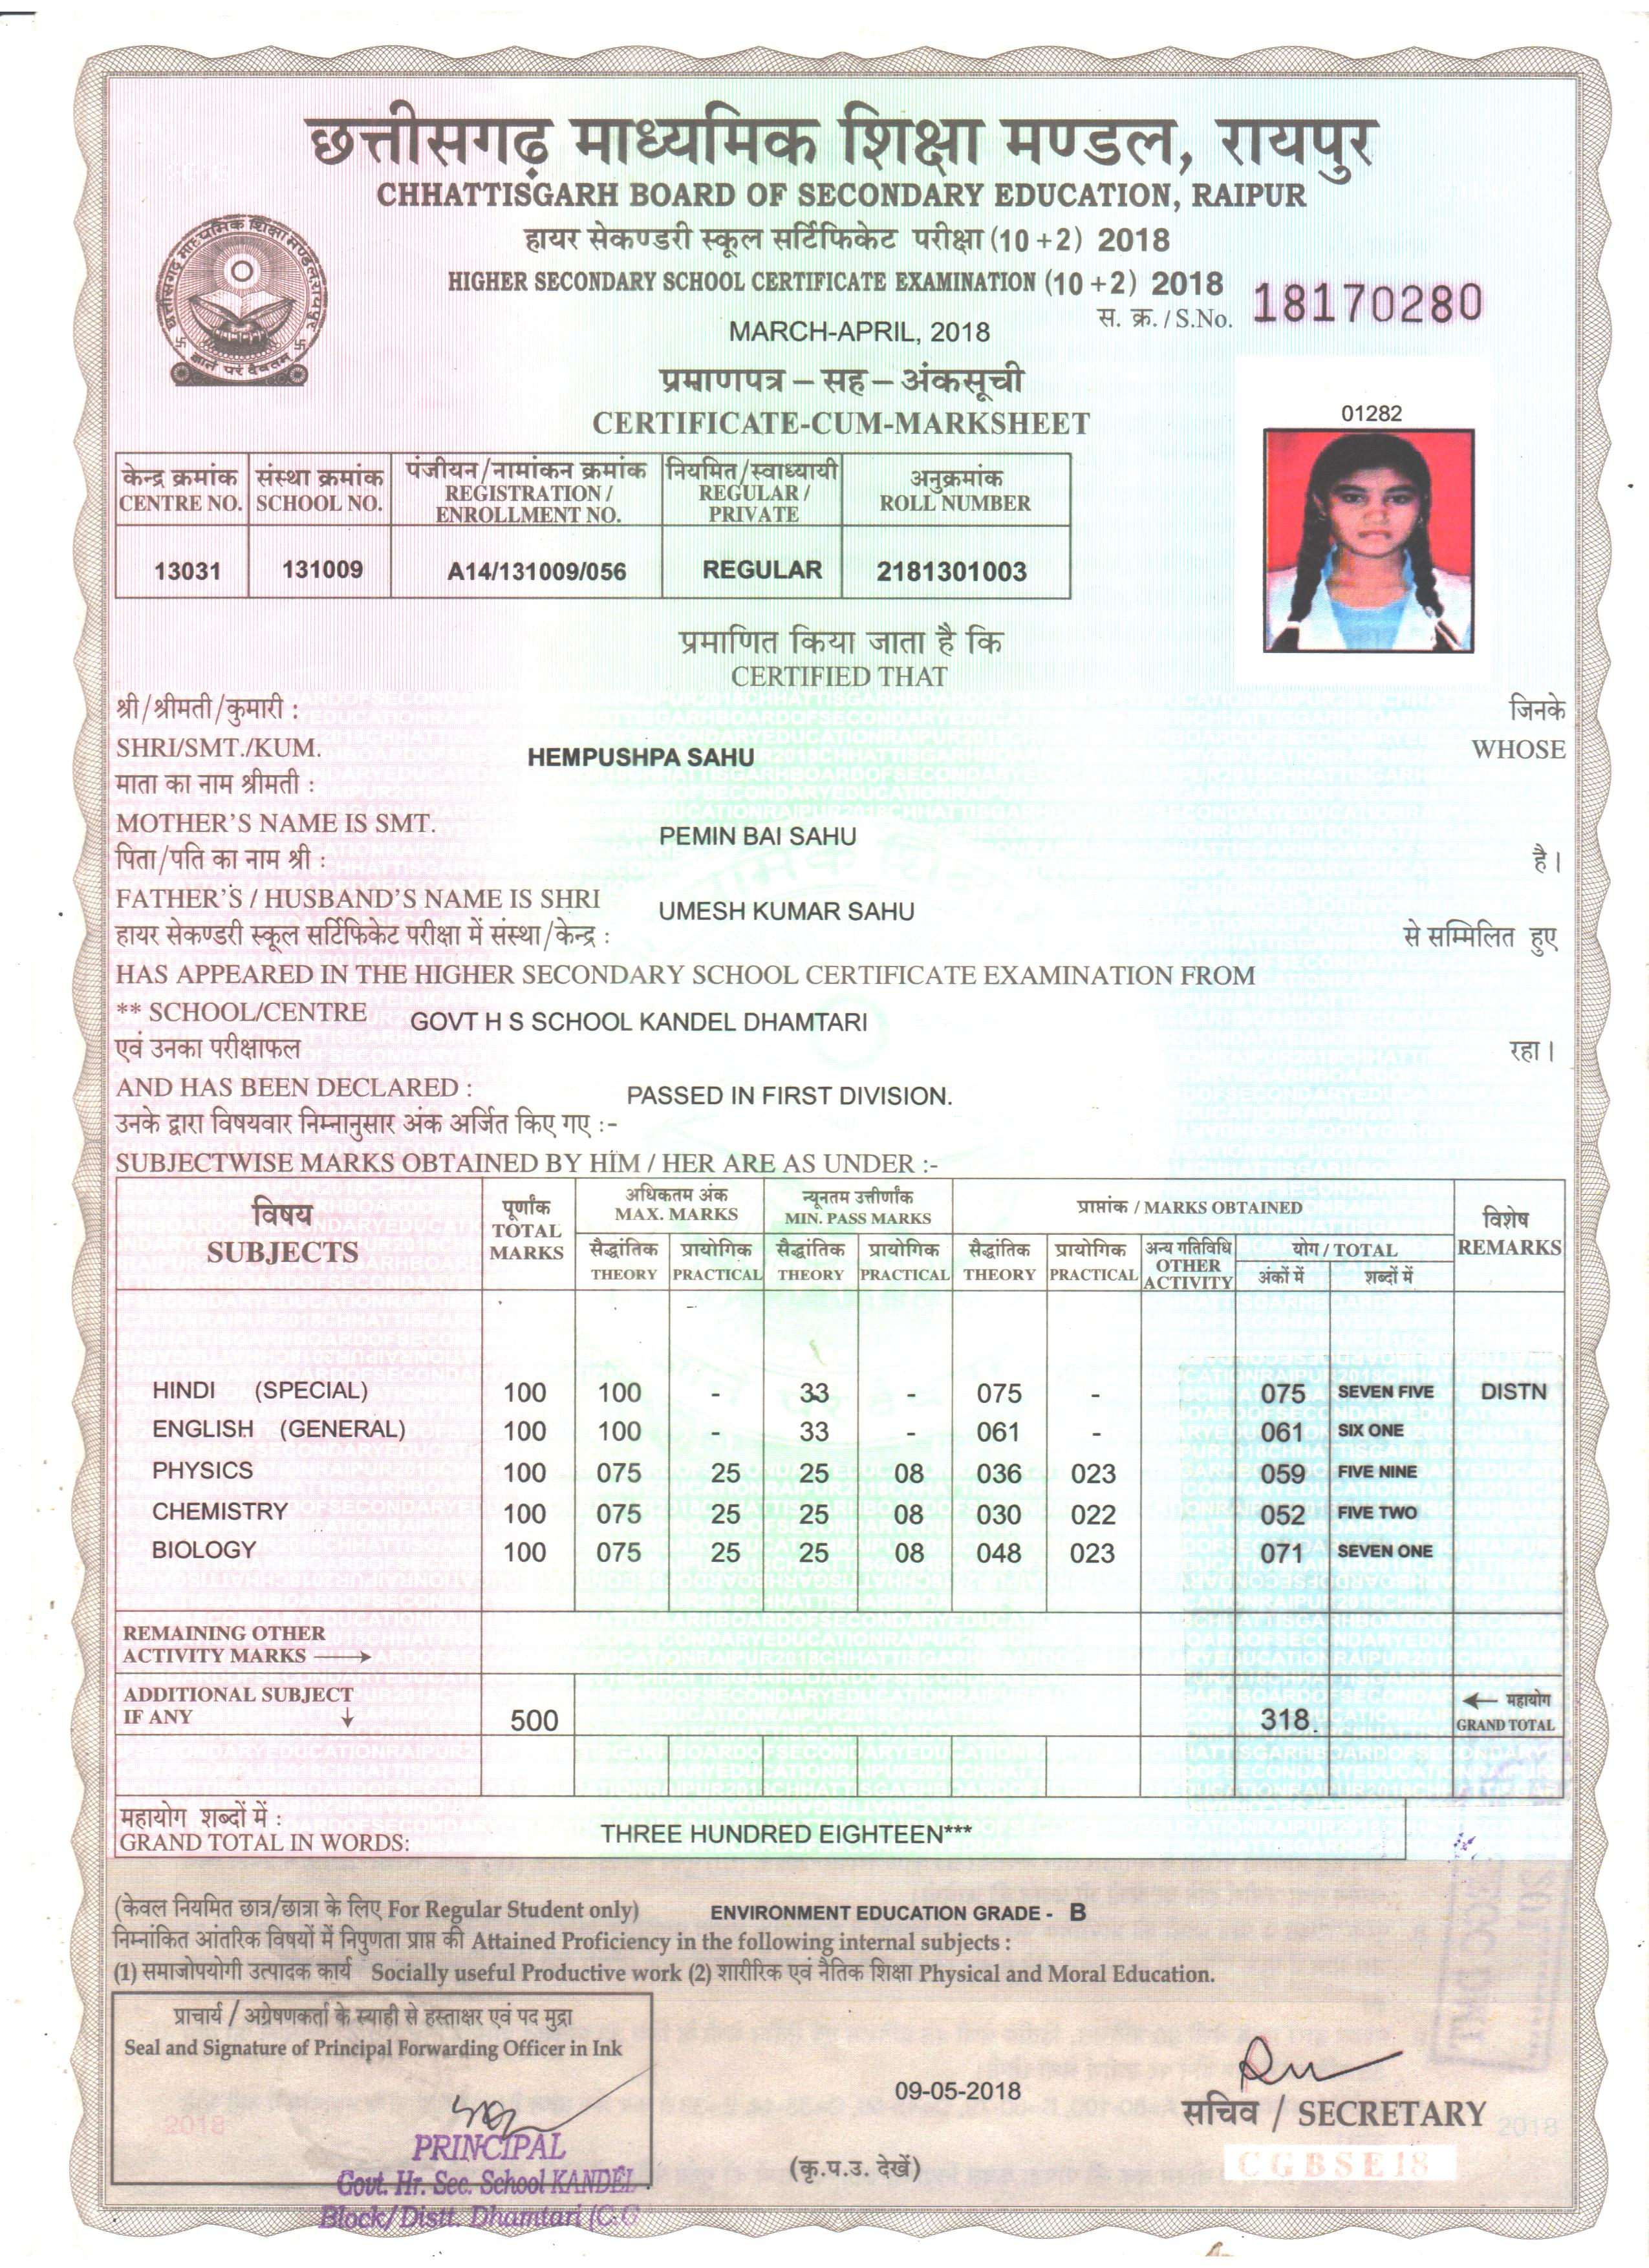 छत्तीसगढ़ माध्यमिक शिक्षा मण्डल, रायपुर
CHHATTISGARH BOARD OF SECONDARY EDUCATION, RAIPUR
हायर सेकण्डरी स्कूल सर्टिफिकेट परीक्षा (10+2) 2018
HIGHER SECONDARY SCHOOL CERTIFICATE EXAMINATION (10+2) 2018
स. क्र. / S.No. 18170280
MARCH-APRIL, 2018
प्रमाणपत्र – सह – अंकसूची
CERTIFICATE-CUM-MARKSHEET
01282
केन्द्र क्रमांक संस्था क्रमांक पंजीयन/नामांकन क्रमांक नियमित/स्वाध्यायी अनुक्रमांक
CENTRE NO. SCHOOL NO. REGISTRATION / ENROLLMENT NO. REGULAR / PRIVATE ROLL NUMBER
13031 131009 A14/131009/056 REGULAR 2181301003
प्रमाणित किया जाता है कि
CERTIFIED THAT
श्री/श्रीमती/कुमारी : जिनके
SHRI/SMT./KUM. HEMPUSHPA SAHU WHOSE
माता का नाम श्रीमती :
MOTHER'S NAME IS SMT. PEMIN BAI SAHU
पिता/पति का नाम श्री : है।
FATHER'S / HUSBAND'S NAME IS SHRI UMESH KUMAR SAHU
हायर सेकण्डरी स्कूल सर्टिफिकेट परीक्षा में संस था/केन्द्र : से सम्मिलित हुए
HAS APPEARED IN THE HIGHER SECONDARY SCHOOL CERTIFICATE EXAMINATION FROM
** SCHOOL/CENTRE GOVT H S SCHOOL KANDEL DHAMTARI
एवं उनका परीक्षाफल रहा।
AND HAS BEEN DECLARED : PASSED IN FIRST DIVISION.
उनके द्वारा विषयवार निम्नानुसार अंक अर्जित किए गए :-
SUBJECTWISE MARKS OBTAINED BY HIM / HER ARE AS UNDER :-
विषय पूर्णांक अधिकतम अंक न्यूनतम उत्तीर्णांक प्राप्तांक / MARKS OBTAINED विशेष
SUBJECTS TOTAL MARKS MAX. MARKS MIN. PASS MARKS REMARKS
सैद्धांतिक प्रायोगिक सैद्धांतिक प्रायोगिक सैद्धांतिक प्रायोगिक अन्य गतिविधि योग / TOTAL
THEORY PRACTICAL THEORY PRACTICAL THEORY PRACTICAL OTHER ACTIVITY अंकों में शब्दों में
HINDI (SPECIAL) 100 100 - 33 - 075 - 075 SEVEN FIVE DISTN
ENGLISH (GENERAL) 100 100 - 33 - 061 - 061 SIX ONE
PHYSICS 100 075 25 25 08 036 023 059 FIVE NINE
CHEMISTRY 100 075 25 25 08 030 022 052 FIVE TWO
BIOLOGY 100 075 25 25 08 048 023 071 SEVEN ONE
REMAINING OTHER
ACTIVITY MARKS →
ADDITIONAL SUBJECT ← महायोग
IF ANY ↓ 500 318 GRAND TOTAL
महायोग शब्दों में :
GRAND TOTAL IN WORDS: THREE HUNDRED EIGHTEEN***
(केवल नियमित छात्र/छात्रा के लिए For Regular Student only) ENVIRONMENT EDUCATION GRADE - B
निम्नांकित आंतरिक विषयों में निपुणता प्राप्त की Attained Proficiency in the following internal subjects :
(1) समाजोपयोगी उत्पादक कार्य Socially useful Productive work (2) शारीरिक एवं नैतिक शिक्षा Physical and Moral Education.
प्राचार्य / अग्रेषणकर्ता के स्याही से हस्ताक्षर एवं पद मुद्रा
Seal and Signature of Principal Forwarding Officer in Ink
09-05-2018
सचिव / SECRETARY
2018
2018
PRINCIPAL
Govt. Hr. Sec. School KANDEL
Block/Distt. Dhamtari (C.G
(कृ.प.उ. देखें)
CGBSE18